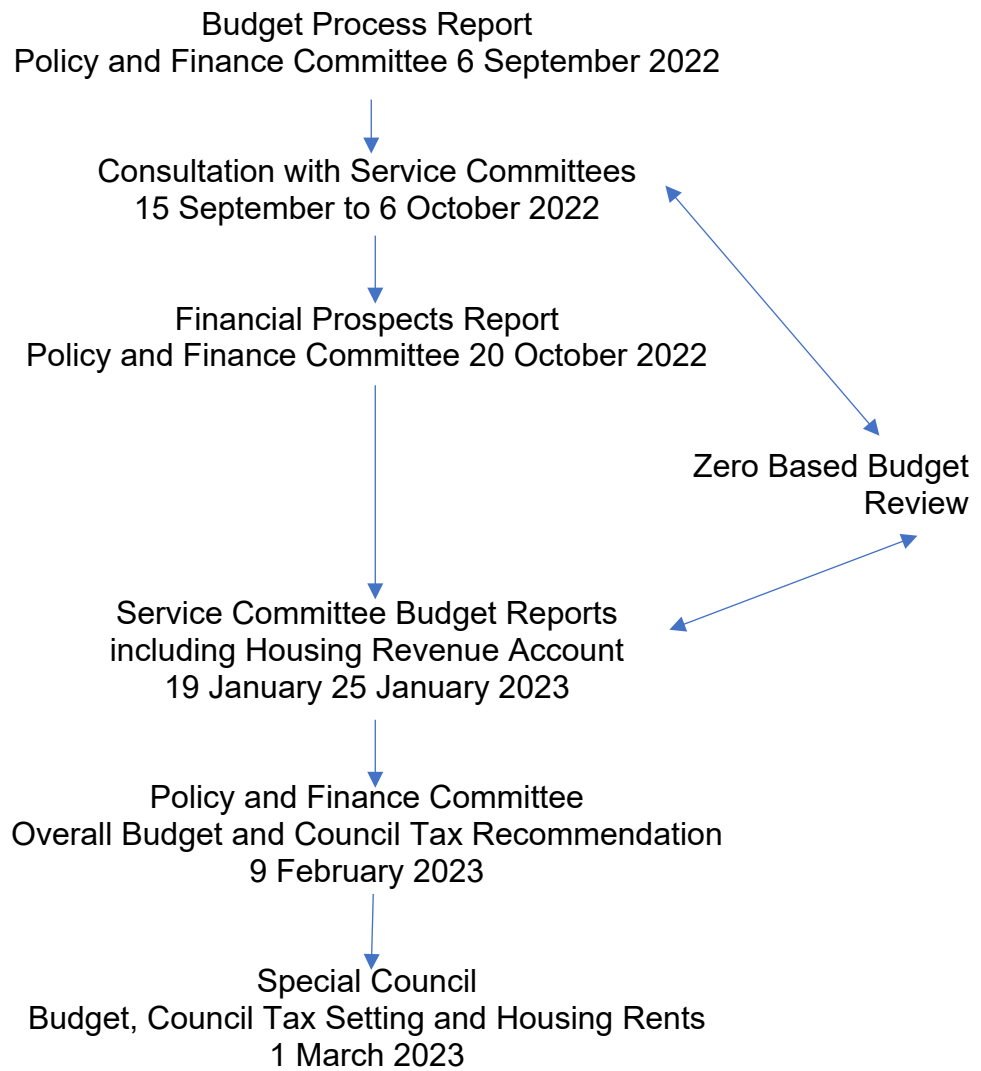 Budget Process Report
Policy and Finance Committee 6 September 2022
Consultation with Service Committees
15 September to 6 October 2022
Financial Prospects Report
Policy and Finance Committee 20 October 2022
Zero Based Budget
Review
Service Committee Budget Reports
including Housing Revenue Account
19 January 25 January 2023
Policy and Finance Committee
Overall Budget and Council Tax Recommendation
9 February 2023
Special Council
Budget, Council Tax Setting and Housing Rents
1 March 2023